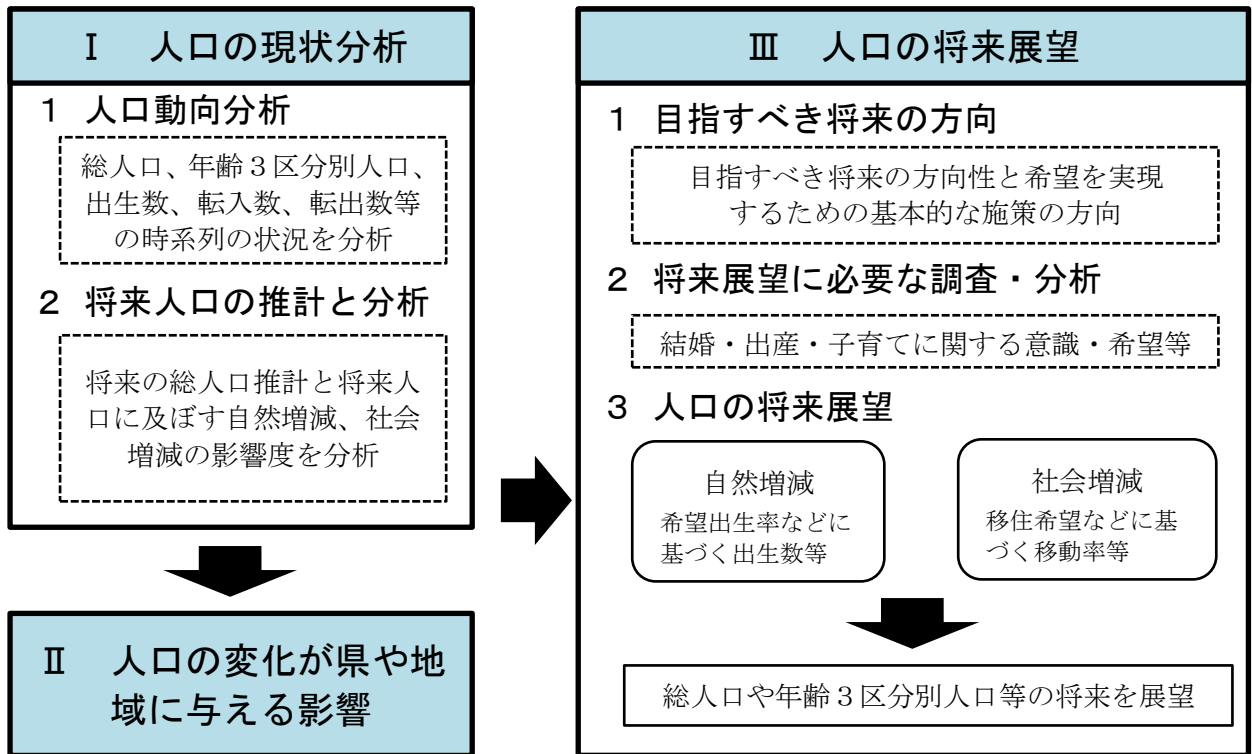 Ⅰ 人口の現状分析
1 人口動向分析
総人口、年齢3区分別人口、
出生数、転入数、転出数等
の時系列の状況を分析
2 将来人口の推計と分析
将来の総人口推計と将来人
口に及ぼす自然増減、社会
増減の影響度を分析
Ⅱ 人口の変化が県や地
域に与える影響
Ⅲ 人口の将来展望
1 目指すべき将来の方向
目指すべき将来の方向性と希望を実現
するための基本的な施策の方向
2 将来展望に必要な調査・分析
結婚・出産・子育てに関する意識・希望等
3 人口の将来展望
自然増減
希望出生率などに
基づく出生数等
社会増減
移住希望などに基
づく移動率等
総人口や年齢3区分別人口等の将来を展望